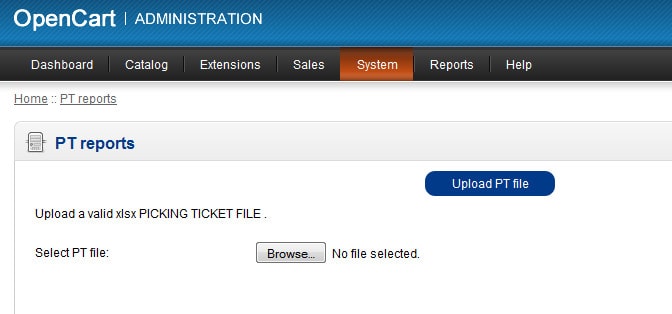 OpenCart | ADMINISTRATION
Dashboard Catalog Extensions Sales System Reports Help
Home :: PT reports
PT reports
Upload PT file
Upload a valid xlsx PICKING TICKET FILE .
Select PT file: Browse... No file selected.